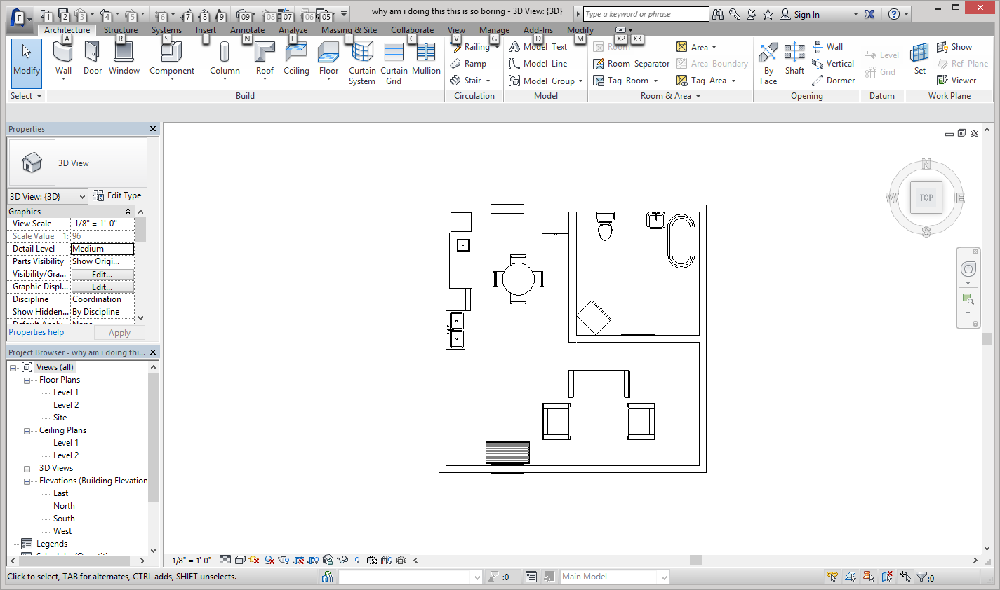 why am i doing this this is so boring - 3D View: {3D}
Type a keyword or phrase
Sign In
F
1 2 3 4 5 6 7 8 9 09 08 07 06 05
Architecture Structure Systems Insert Annotate Analyze Massing & Site Collaborate View Manage Add-Ins Modify
A R S I N L T C V G D M X2 X3
Modify
Wall
Door
Window
Component
Column
Roof
Ceiling
Floor
Curtain System
Curtain Grid
Mullion
Railing
Ramp
Stair
Model Text
Model Line
Model Group
Room
Room Separator
Tag Room
Area
Area Boundary
Tag Area
By Face
Shaft
Wall
Vertical
Dormer
Level
Grid
Set
Show
Ref Plane
Viewer
Select Build Circulation Model Room & Area Opening Datum Work Plane
Properties
3D View
3D View: {3D}
Edit Type
Graphics
View Scale 1/8" = 1'-0"
Scale Value 1: 96
Detail Level Medium
Parts Visibility Show Origi...
Visibility/Gra... Edit...
Graphic Displ... Edit...
Discipline Coordination
Show Hidden... By Discipline
Properties help
Apply
Project Browser - why am i doing thi...
Views (all)
Floor Plans
Level 1
Level 2
Site
Ceiling Plans
Level 1
Level 2
3D Views
Elevations (Building Elevation
East
North
South
West
Legends
N
W TOP E
S
1/8" = 1'-0"
Click to select, TAB for alternates, CTRL adds, SHIFT unselects.
:0
Main Model
:0